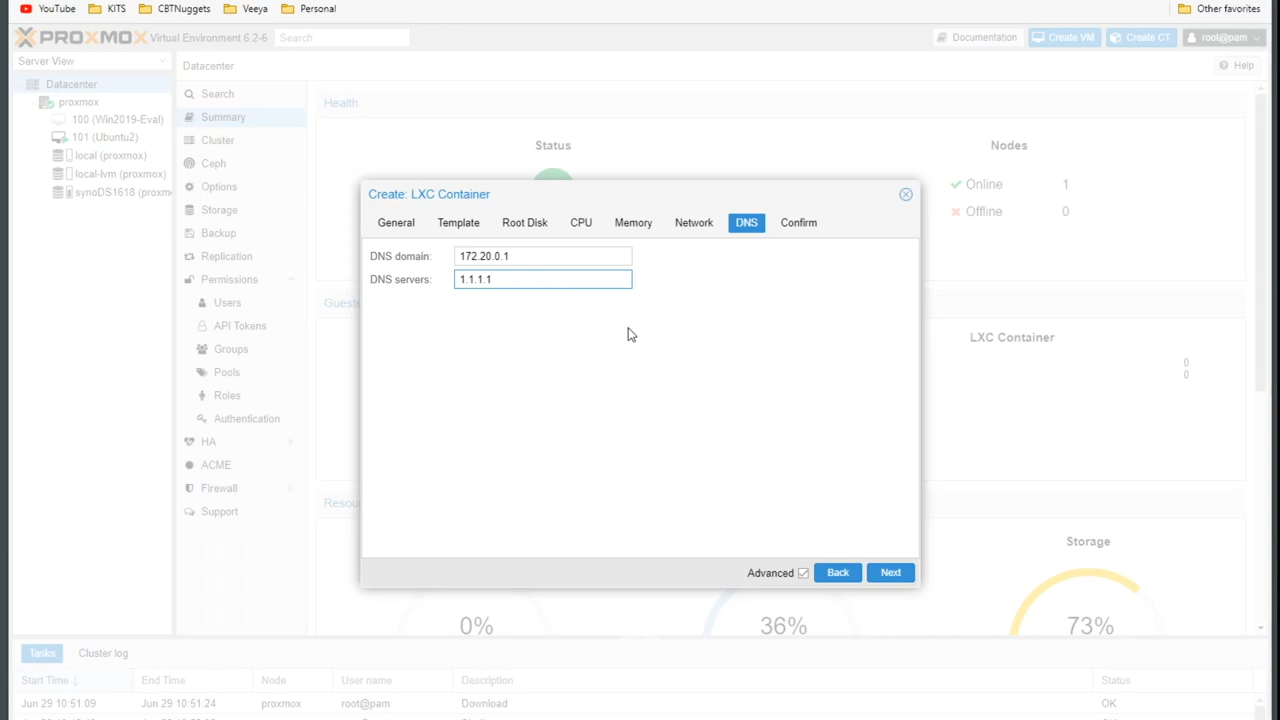 YouTube KITS CBTNuggets Veeya Personal Other favorites
PROXMOX Virtual Environment 6.2-6 Search Documentation Create VM Create CT root@pam
Server View
Datacenter
Help
Datacenter
proxmox
100 (Win2019-Eval)
101 (Ubuntu2)
local (proxmox)
local-lvm (proxmox)
synoDS1618 (proxm
Search
Summary
Cluster
Ceph
Options
Storage
Backup
Replication
Permissions
Users
API Tokens
Groups
Pools
Roles
Authentication
HA
ACME
Firewall
Support
Health
Status
Nodes
Online 1
Offline 0
Guests
LXC Container
0
0
Resou
Storage
0%
36%
73%
Create: LXC Container
General Template Root Disk CPU Memory Network DNS Confirm
DNS domain: 172.20.0.1
DNS servers: 1.1.1.1
Advanced Back Next
Tasks Cluster log
Start Time End Time Node User name Description Status
Jun 29 10:51:09 Jun 29 10:51:24 proxmox root@pam Download OK